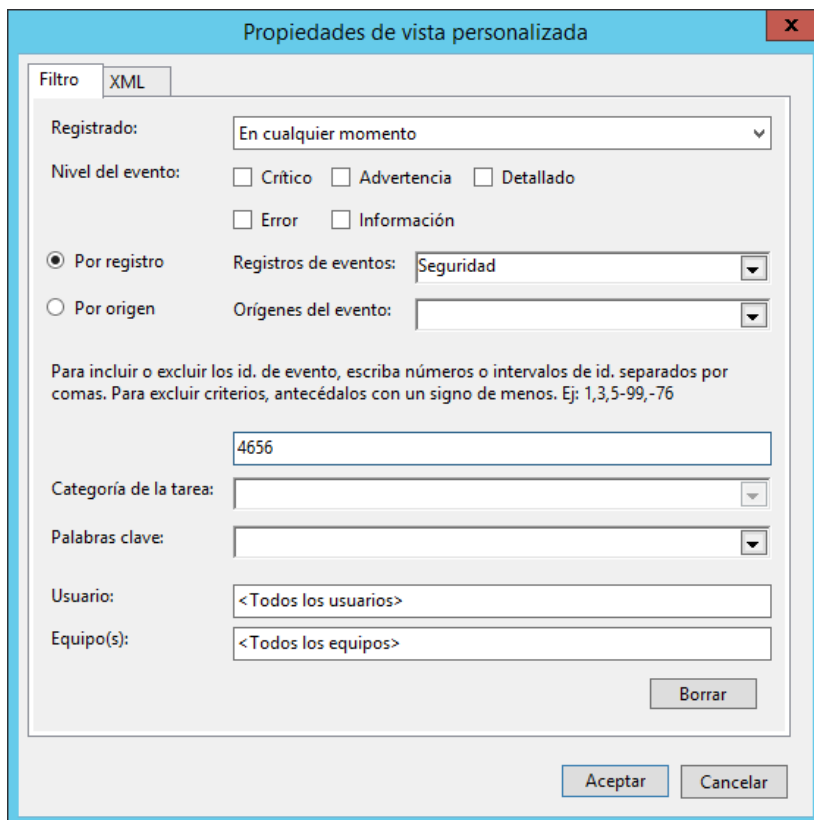 Propiedades de vista personalizada
x
Filtro
XML
Registrado:
En cualquier momento
Nivel del evento:
Crítico
Advertencia
Detallado
Error
Información
Por registro
Registros de eventos:
Seguridad
Por origen
Orígenes del evento:
Para incluir o excluir los id. de evento, escriba números o intervalos de id. separados por
comas. Para excluir criterios, antecédalos con un signo de menos. Ej: 1,3,5-99,-76
4656
Categoría de la tarea:
Palabras clave:
Usuario:
<Todos los usuarios>
Equipo(s):
<Todos los equipos>
Borrar
Aceptar
Cancelar